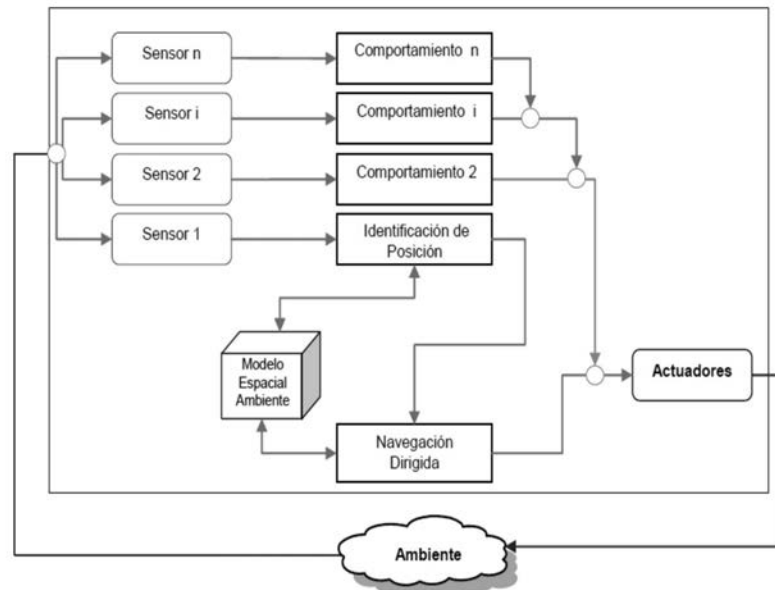 Sensor n
Comportamiento n
Sensor i
Comportamiento i
Sensor 2
Comportamiento 2
Sensor 1
Identificación de
Posición
Modelo
Espacial
Ambiente
Actuadores
Navegación
Dirigida
Ambiente